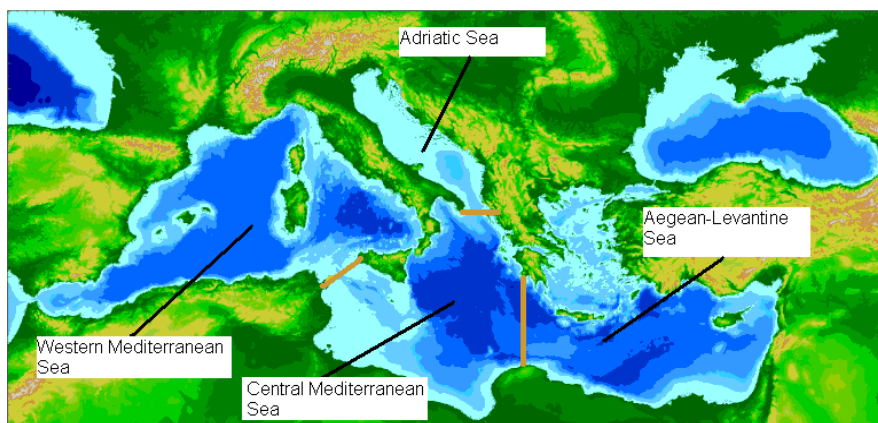 Adriatic Sea
Aegean-Levantine
Sea
Western Mediterranean
Sea
Central Mediterranean
Sea